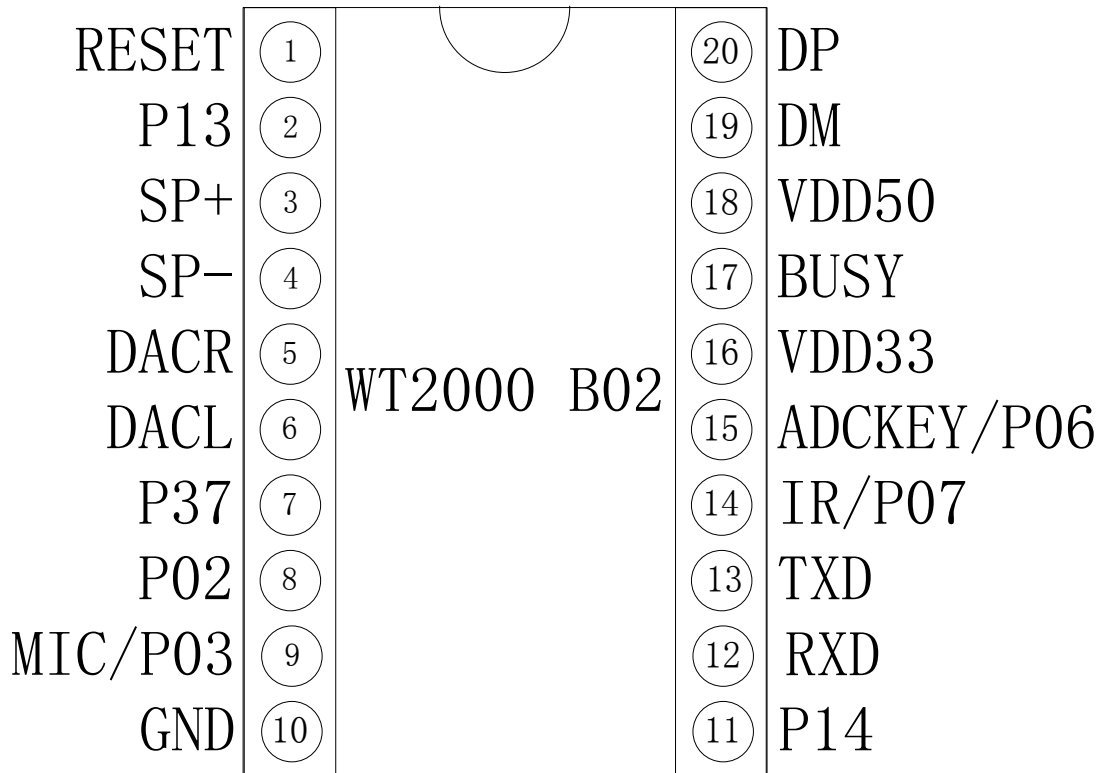 RESET 1 20 DP
P13 2 19 DM
SP+ 3 18 VDD50
SP- 4 17 BUSY
DACR 5 16 VDD33
WT2000 B02
DACL 6 15 ADCKEY/P06
P37 7 14 IR/P07
P02 8 13 TXD
MIC/P03 9 12 RXD
GND 10 11 P14